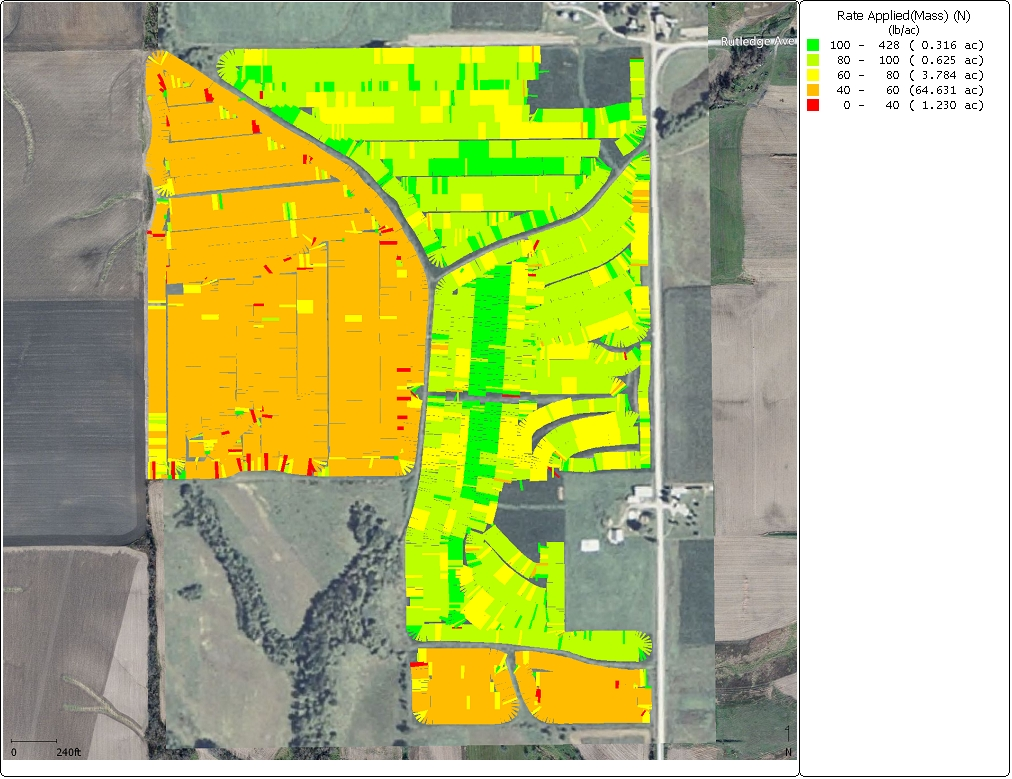 Rate Applied(Mass) (N)
(lb/ac)
100 - 428 ( 0.316 ac)
80 - 100 ( 0.625 ac)
60 - 80 ( 3.784 ac)
40 - 60 (64.631 ac)
0 - 40 ( 1.230 ac)
Rutledge Ave
0 240ft
N